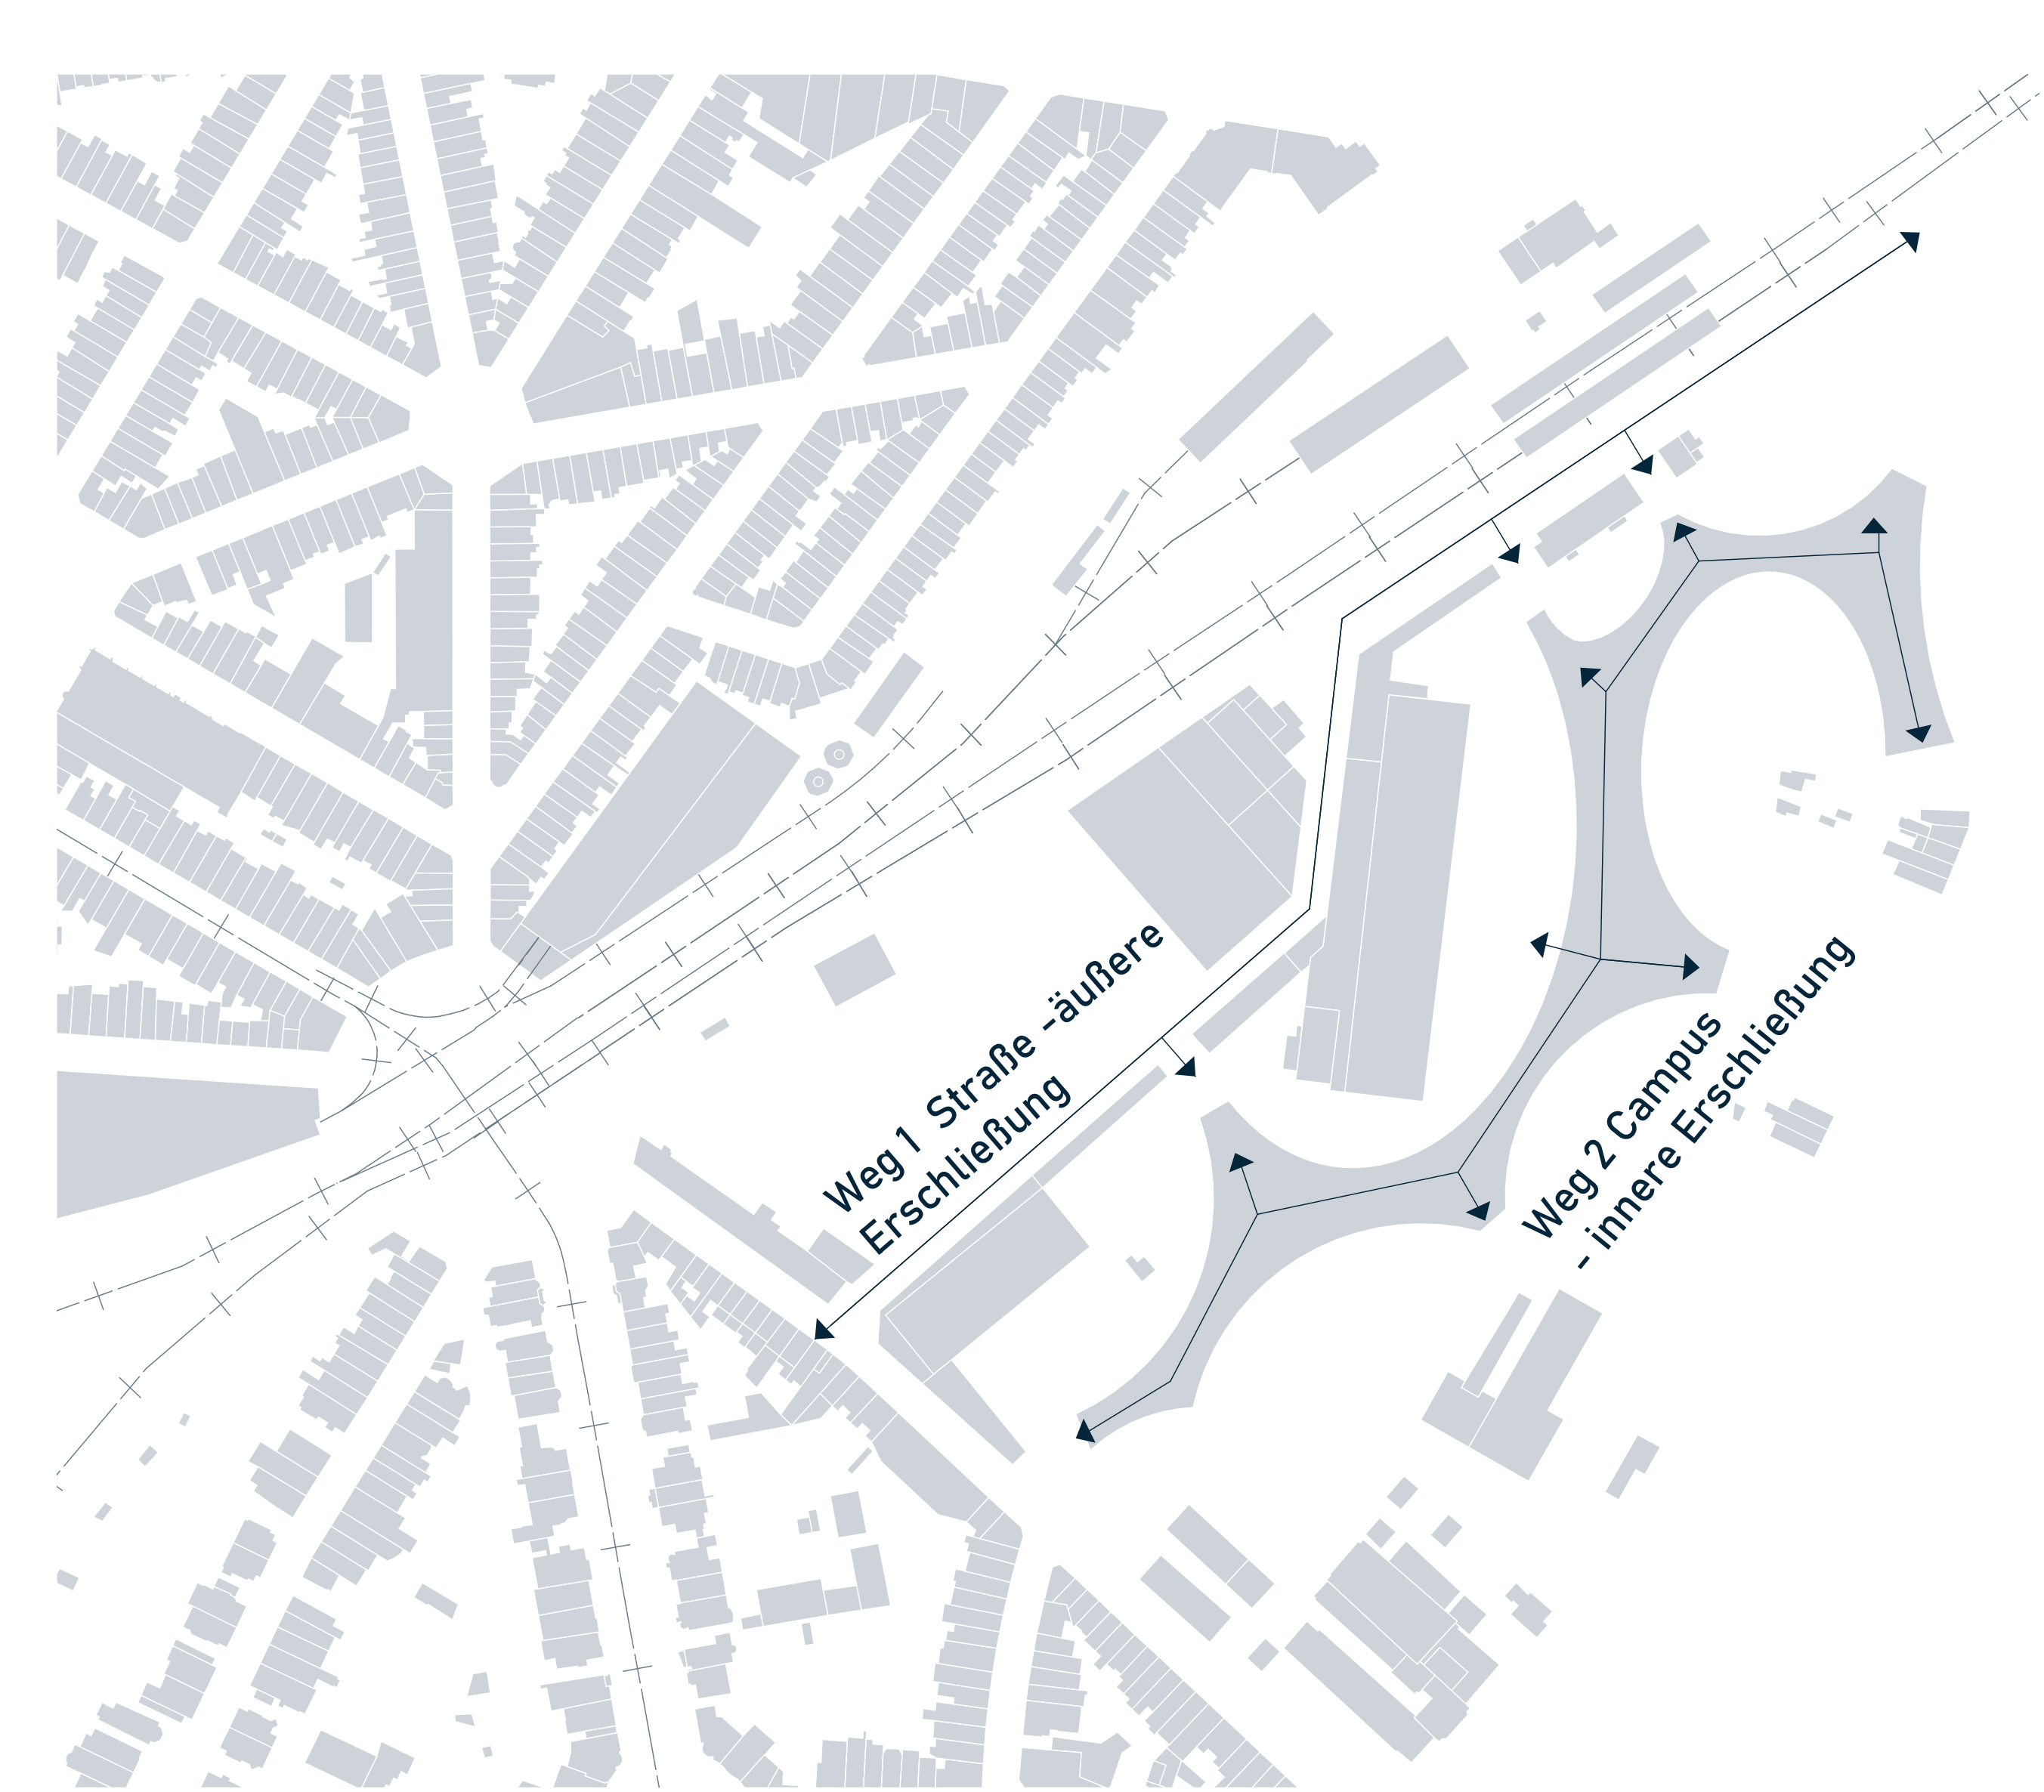 Weg 1 Straße –äußere
Erschließung
Weg 2 Campus
- innere Erschließung